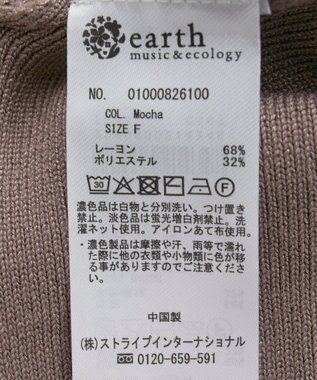 earth
music&ecology
NO. 01000826100
COL. Mocha
SIZE F
レーヨン 68%
ポリエステル 32%
30 F
濃色品は白物と分別洗い。つけ置き
禁止。淡色品は蛍光増白剤禁止。洗
濯ネット使用。アイロンあて布使用。
・濃色製品は摩擦や汗、雨等で濡れ
た際に他の衣類や小物類に色が移
る事がありますのでご注意くださ
い。
中国製
(株)ストライプインターナショナル
0120-659-591